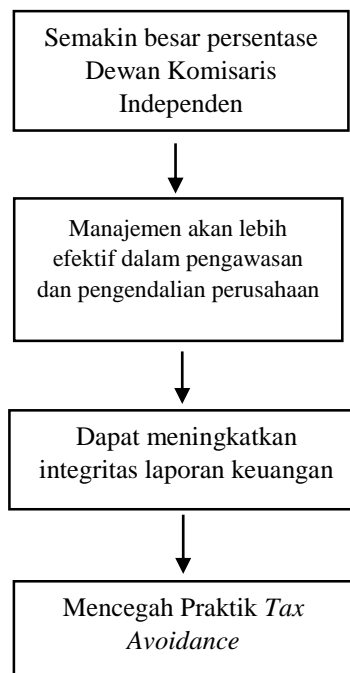 Semakin besar persentase
Dewan Komisaris
Independen
Manajemen akan lebih
efektif dalam pengawasan
dan pengendalian perusahaan
Dapat meningkatkan
integritas laporan keuangan
Mencegah Praktik Tax
Avoidance